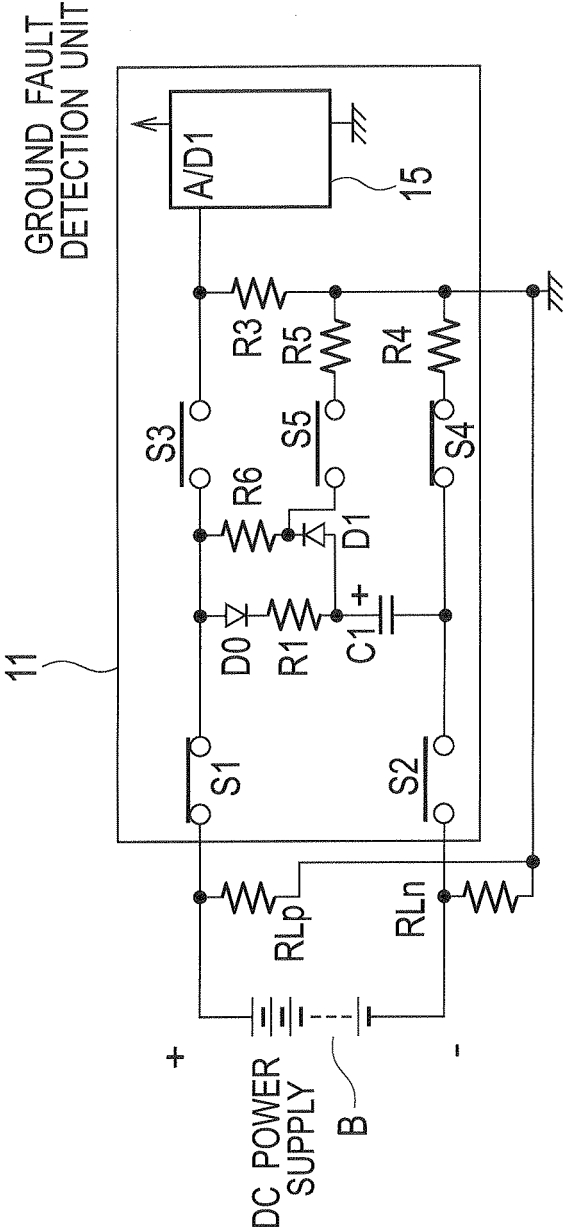 GROUND FAULT
DETECTION UNIT
11
A/D1
15
S3
R3
S1
D0
R6
R1
D1
S5
R5
C1
+
S2
S4
R4
RLp
RLn
+
-
DC POWER
SUPPLY
B